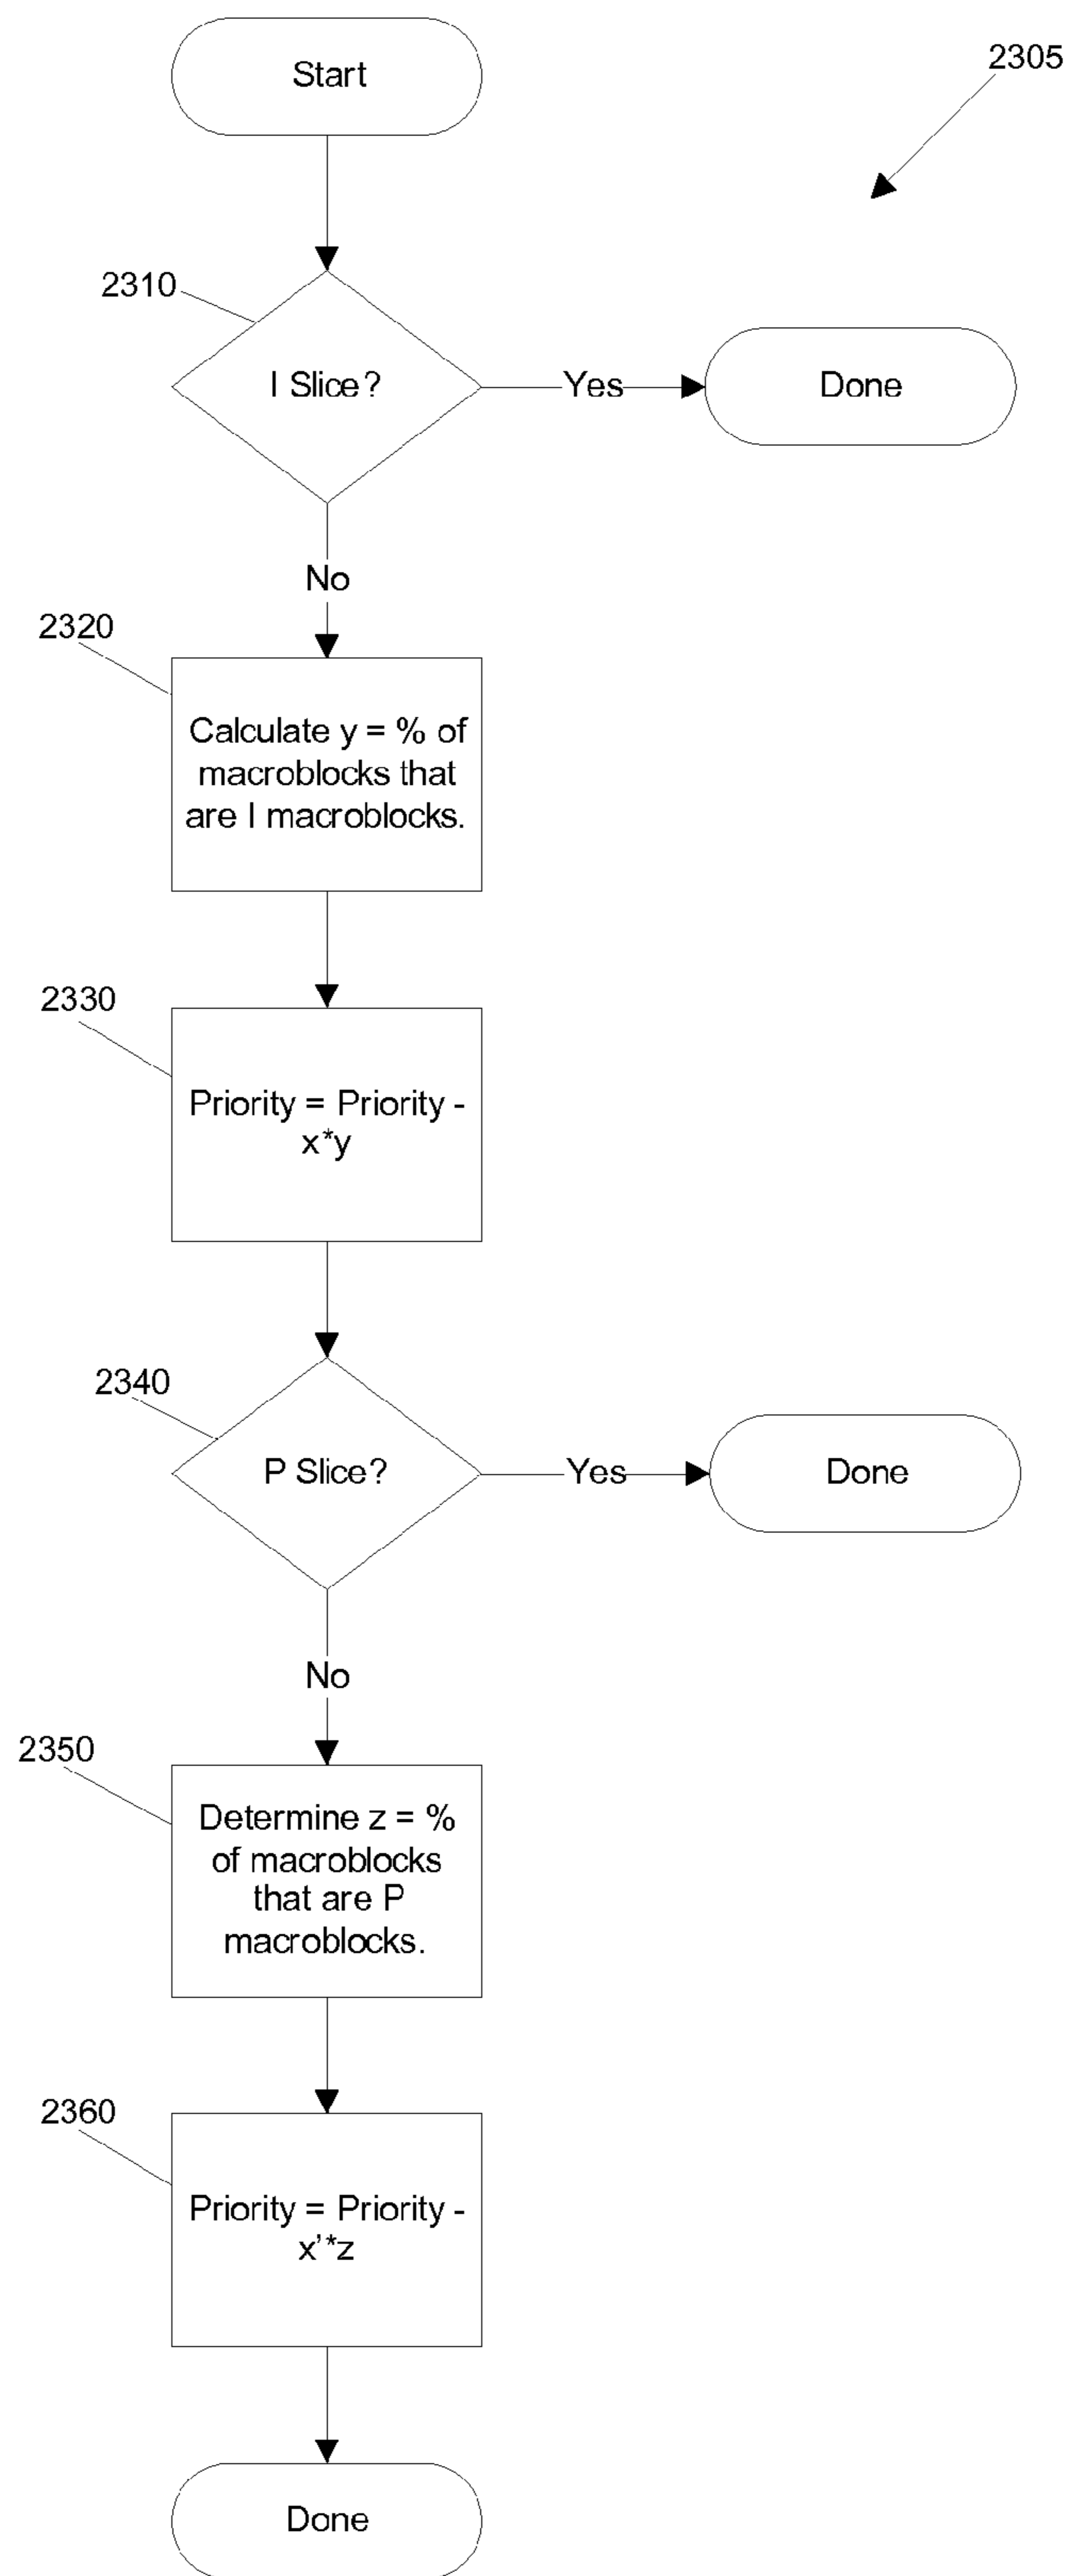 Start
2305
2310
I Slice?
Yes
Done
No
2320
Calculate y = % of
macroblocks that
are I macroblocks.
2330
Priority = Priority -
x*y
2340
P Slice?
Yes
Done
No
2350
Determine z = %
of macroblocks
that are P
macroblocks.
2360
Priority = Priority -
x’*z
Done